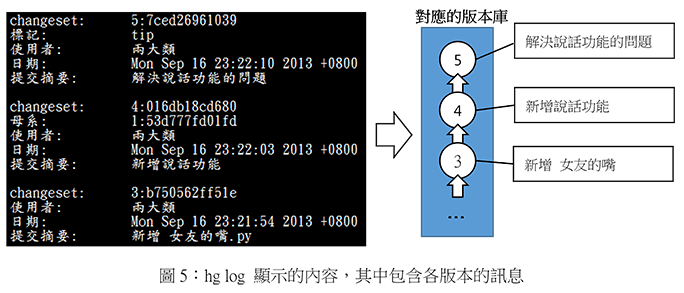 changeset: 5:7ced26961039
標記: tip
使用者: 兩大類
日期: Mon Sep 16 23:22:10 2013 +0800
提交摘要: 解決說話功能的問題
changeset: 4:016db18cd680
母系: 1:53d777fd01fd
使用者: 兩大類
日期: Mon Sep 16 23:22:03 2013 +0800
提交摘要: 新增說話功能
changeset: 3:b750562ff51e
使用者: 兩大類
日期: Mon Sep 16 23:21:54 2013 +0800
提交摘要: 新增 女友的嘴.py
對應的版本庫
5
解決說話功能的問題
4
新增說話功能
3
新增 女友的嘴
...
圖 5：hg log 顯示的內容，其中包含各版本的訊息